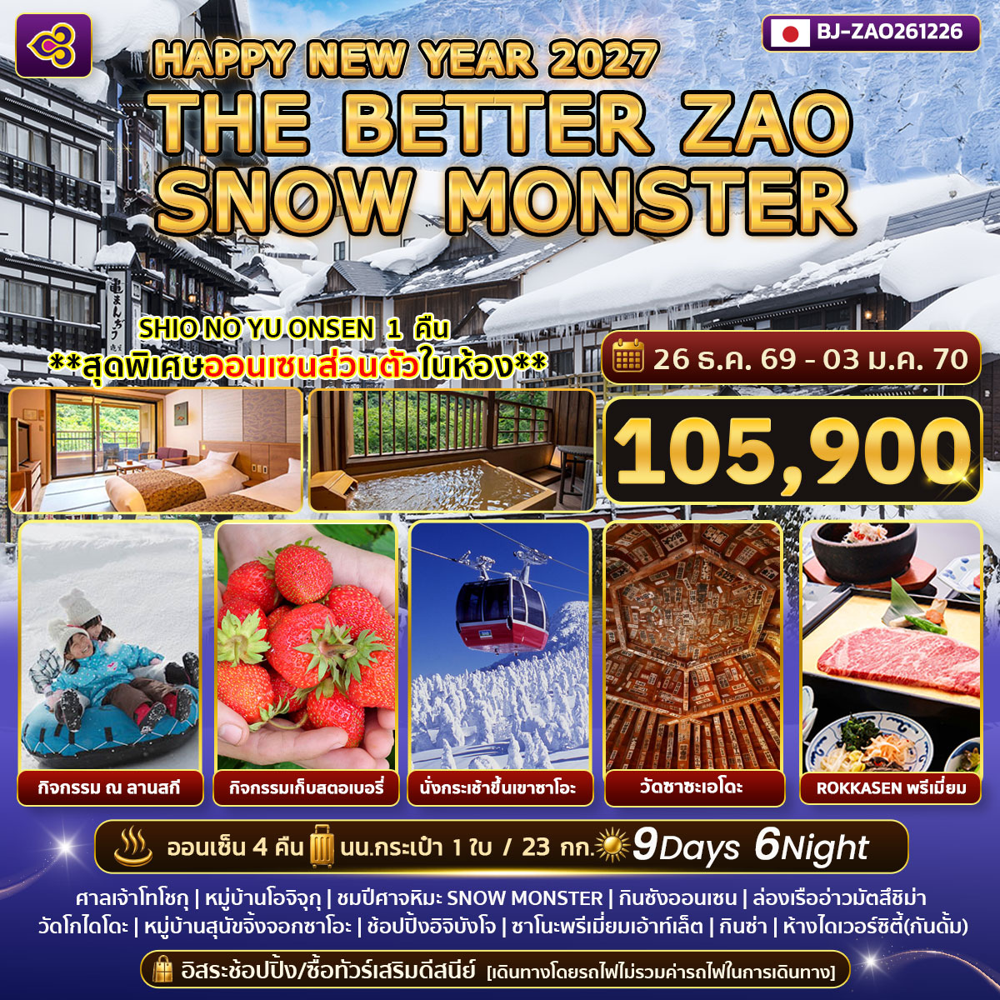 BJ-ZAO261226
HAPPY NEW YEAR 2027
THE BETTER ZAO
SNOW MONSTER
亀まんぢう
SHIO NO YU ONSEN 1 คืน
**สุดพิเศษออนเซนส่วนตัวในห้อง**
26 ธ.ค. 69 - 03 ม.ค. 70
105,900
กิจกรรม ณ ลานสกี
กิจกรรมเก็บสตอเบอรี่
นั่งกระเช้าขึ้นเขาซาโอะ
วัดซาซะเอโดะ
ROKKASEN พรีเมี่ยม
ออนเซ็น 4 คืน นน.กระเป๋า 1 ใบ / 23 กก. 9Days 6Night
ศาลเจ้าโทโชกุ | หมู่บ้านโอจิจุกุ | ชมปีศาจหิมะ SNOW MONSTER | กินซังออนเซน | ล่องเรืออ่าวมัตสึชิม่า
วัดโกไดโดะ | หมู่บ้านสุนัขจิ้งจอกซาโอะ | ช้อปปิ้งอิจิบังโจ | ซาโนะพรีเมี่ยมเอ้าท์เล็ต | กินซ่า | ห้างไดเวอร์ซิตี้(กันดั้ม)
อิสระช้อปปิ้ง/ซื้อทัวร์เสริมดีสนีย์ [เดินทางโดยรถไฟไม่รวมค่ารถไฟในการเดินทาง]